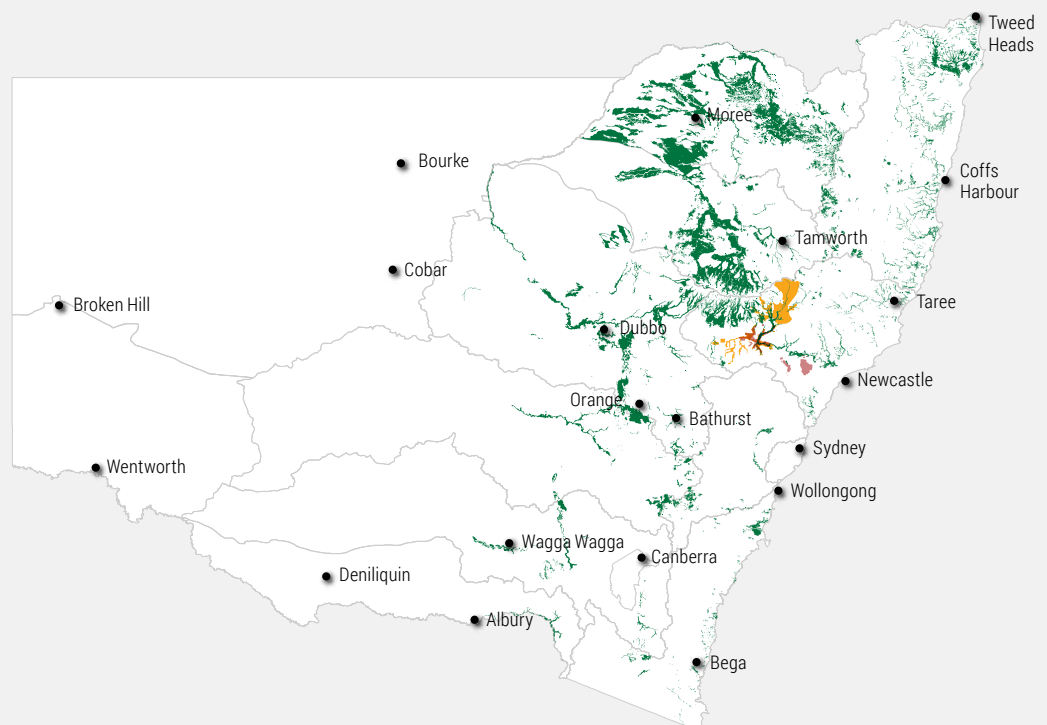 Tweed
Heads
Moree
Bourke
Coffs
Harbour
Tamworth
Cobar
Broken Hill
Taree
Dubbo
Newcastle
Orange
Bathurst
Sydney
Wentworth
Wollongong
Wagga Wagga
Canberra
Deniliquin
Albury
Bega